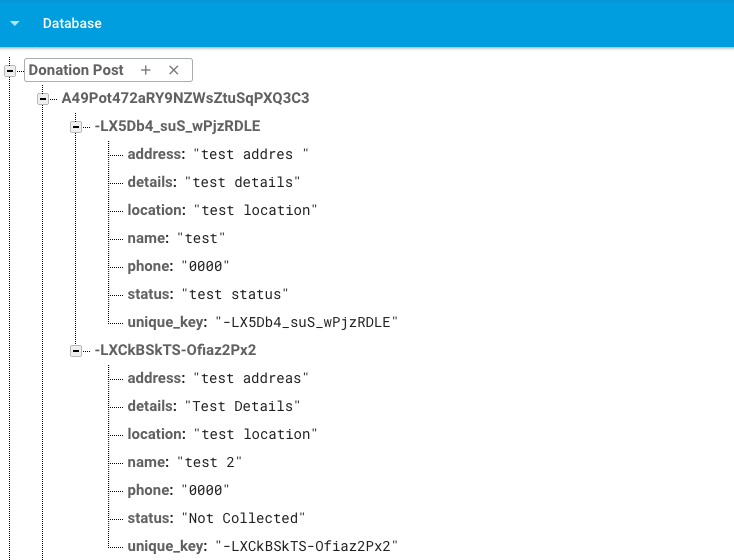 Database
Donation Post
A49Pot472aRY9NZWsZtuSqPXQ3C3
-LX5Db4_suS_wPjzRDLE
address: "test addres "
details: "test details"
location: "test location"
name: "test"
phone: "0000"
status: "test status"
unique_key: "-LX5Db4_suS_wPjzRDLE"
-LXCkBSkTS-Ofiaz2Px2
address: "test addreas"
details: "Test Details"
location: "test location"
name: "test 2"
phone: "0000"
status: "Not Collected"
unique_key: "-LXCkBSkTS-Ofiaz2Px2"